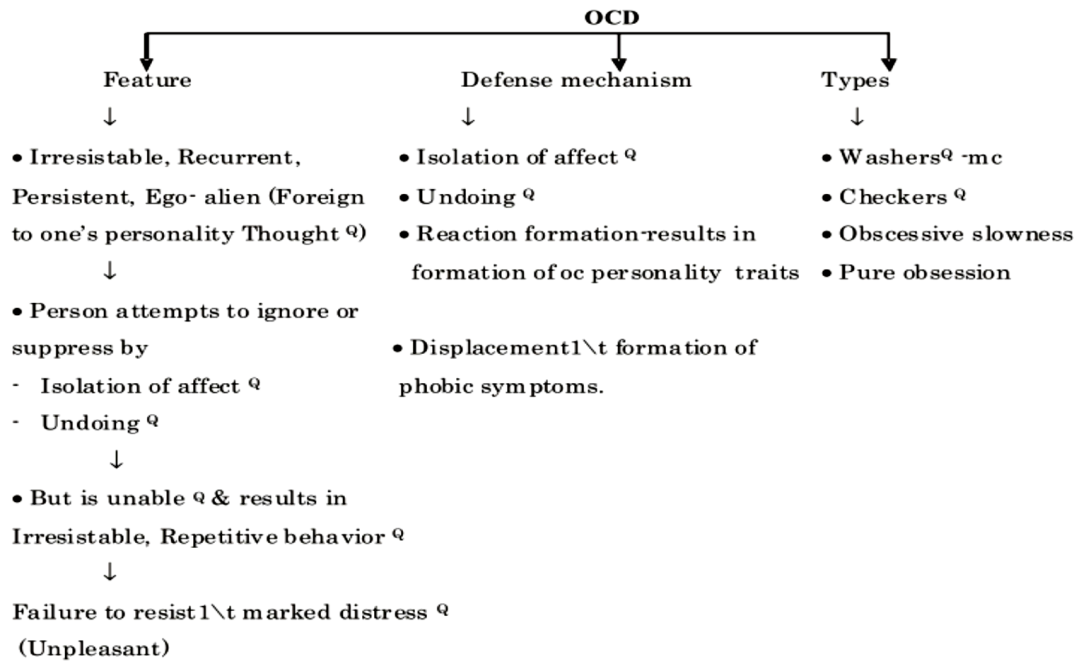 OCD
Feature
↓
• Irresistable, Recurrent,
Persistent, Ego- alien (Foreign
to one's personality Thought Q)
↓
• Person attempts to ignore or
suppress by
- Isolation of affect Q
- Undoing Q
↓
• But is unable Q & results in
Irresistable, Repetitive behavior Q
↓
Failure to resist1\t marked distress Q
(Unpleasant)
Defense mechanism
↓
• Isolation of affect Q
• Undoing Q
• Reaction formation-results in
formation of oc personality traits
• Displacement1\t formation of
phobic symptoms.
Types
↓
• WashersQ -mc
• Checkers Q
• Obscessive slowness
• Pure obsession